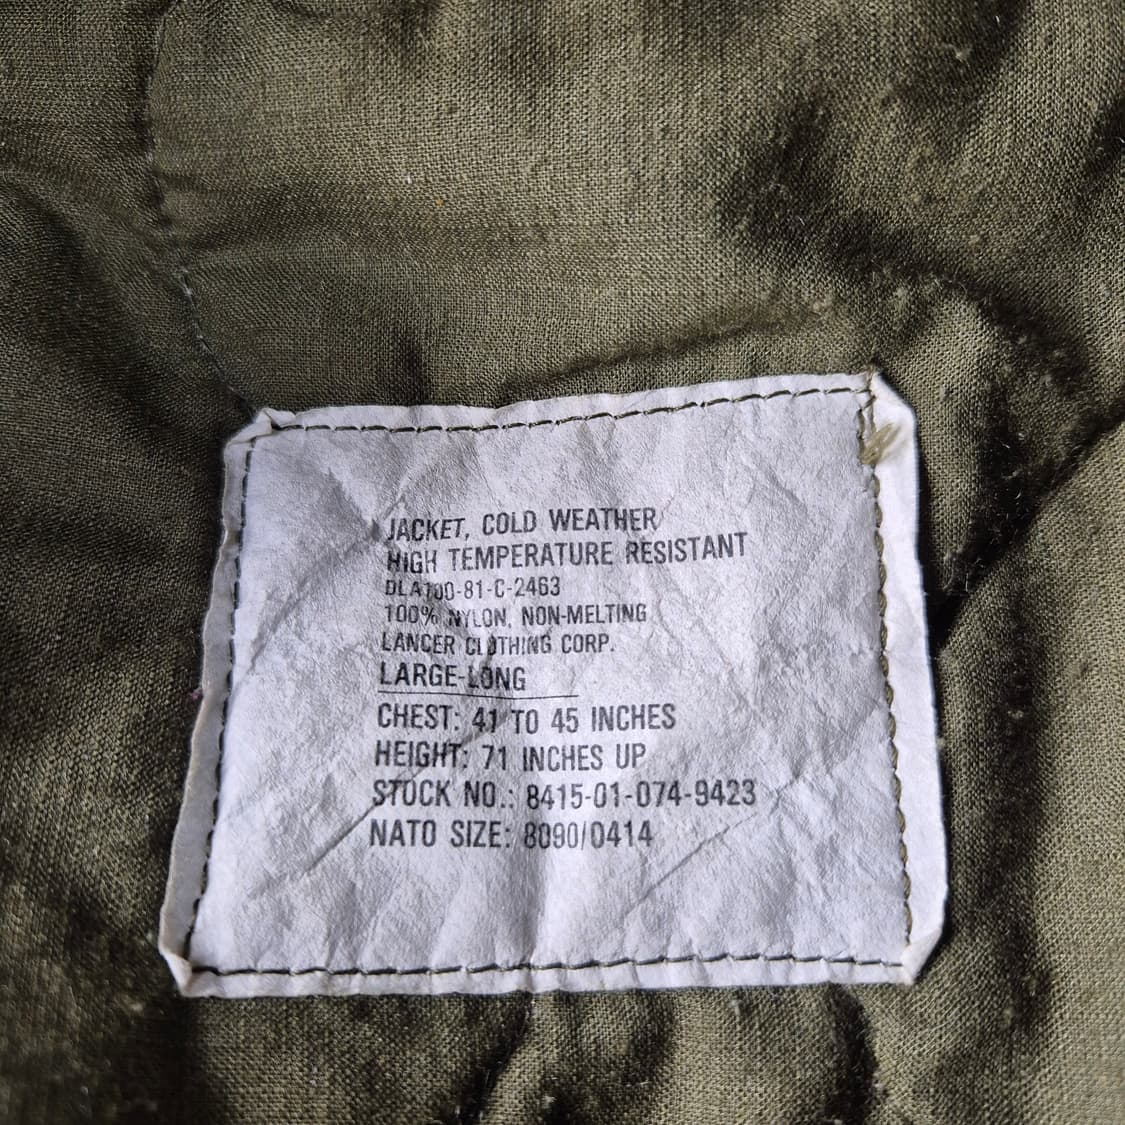 JACKET, COLD WEATHER
HIGH TEMPERATURE RESISTANT
DLA100-81-C-2463
100% NYLON, NON-MELTING
LANCER CLOTHING CORP.
LARGE-LONG
CHEST: 41 TO 45 INCHES
HEIGHT: 71 INCHES UP
STOCK NO.: 8415-01-074-9423
NATO SIZE: 8090/0414